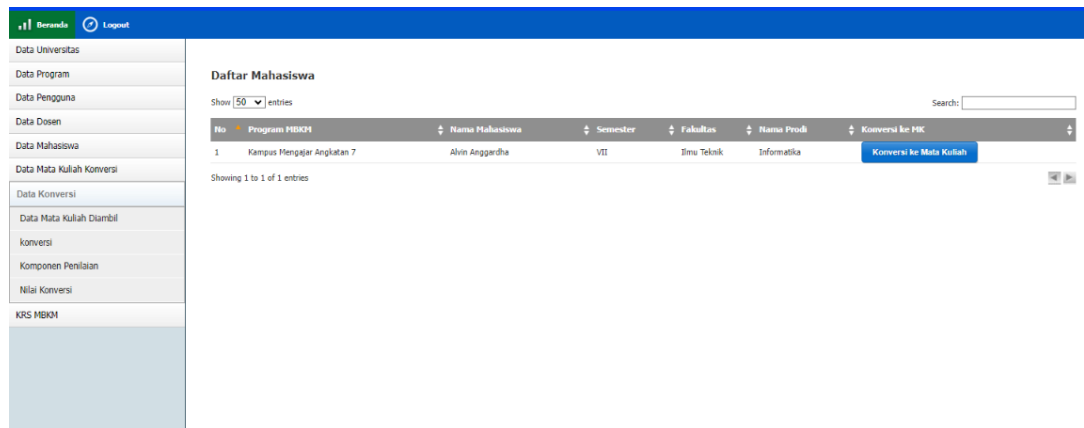 Beranda Logout
Data Universitas
Data Program
Data Pengguna
Data Dosen
Data Mahasiswa
Data Mata Kuliah Konversi
Data Konversi
Data Mata Kuliah Diambil
konversi
Komponen Penilaian
Nilai Konversi
KRS MBKM
Daftar Mahasiswa
Show 50 entries Search:
No Program MBKM Nama Mahasiswa Semester Fakultas Nama Prodi Konversi ke MK
1 Kampus Mengajar Angkatan 7 Alvin Anggardha VII Ilmu Teknik Informatika Konversi ke Mata Kuliah
Showing 1 to 1 of 1 entries